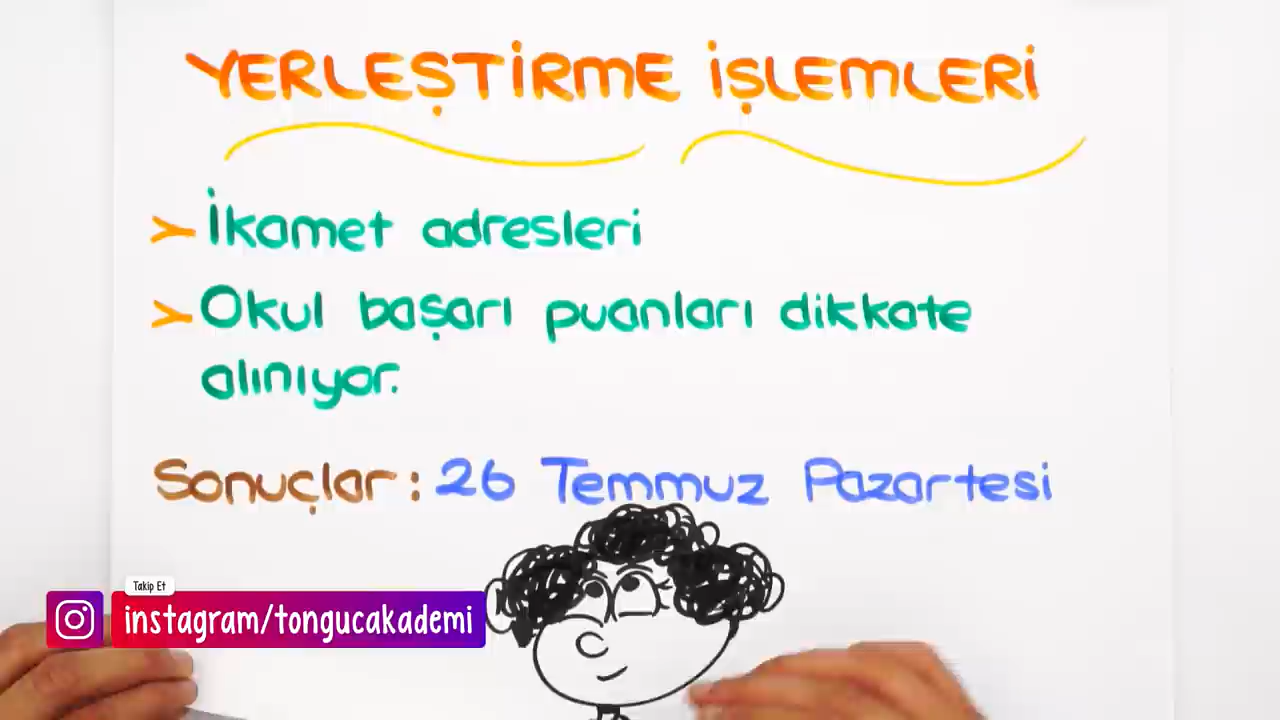 YERLEŞTİRME İŞLEMLERİ
➤ İkamet adresleri
➤ Okul başarı puanları dikkate
alınıyor.
Sonuçlar: 26 Temmuz Pazartesi
Takip Et
instagram/tongucakademi